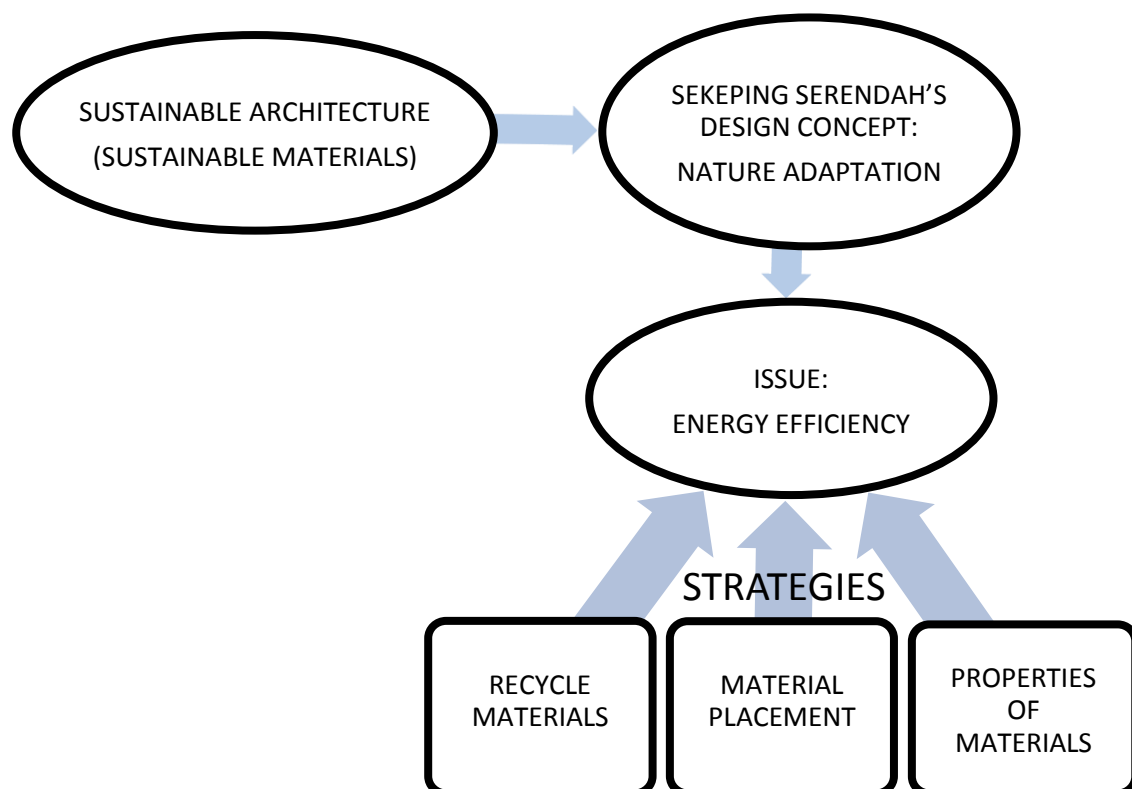 SUSTAINABLE ARCHITECTURE
(SUSTAINABLE MATERIALS)
SEKEPING SERENDAH’S
DESIGN CONCEPT:
NATURE ADAPTATION
ISSUE:
ENERGY EFFICIENCY
STRATEGIES
RECYCLE
MATERIALS
MATERIAL
PLACEMENT
PROPERTIES
OF
MATERIALS